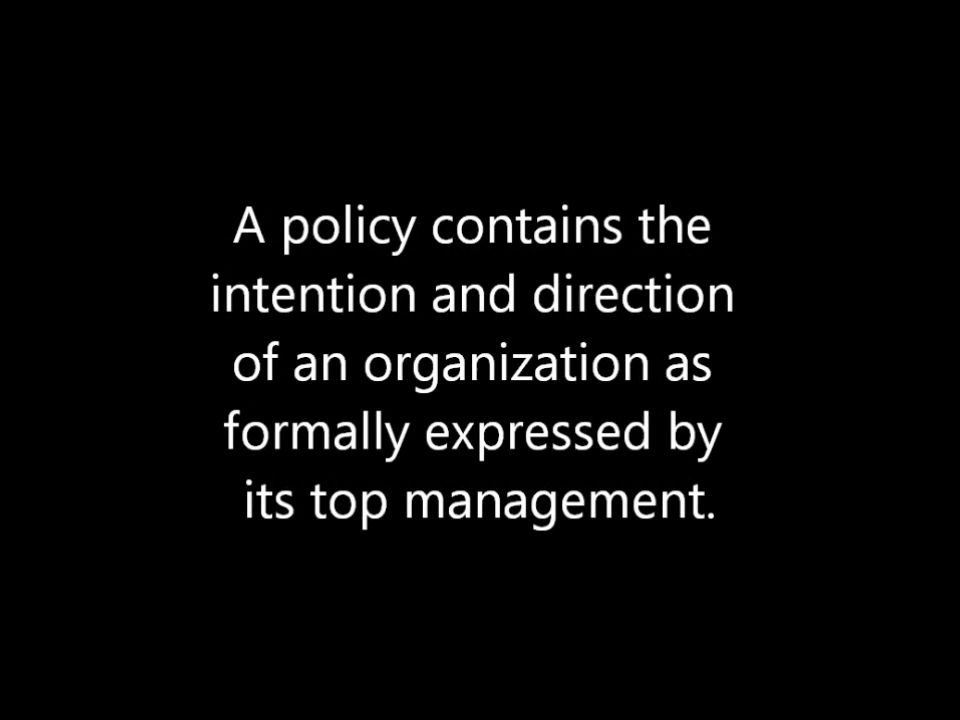 A policy contains the
intention and direction
of an organization as
formally expressed by
its top management.